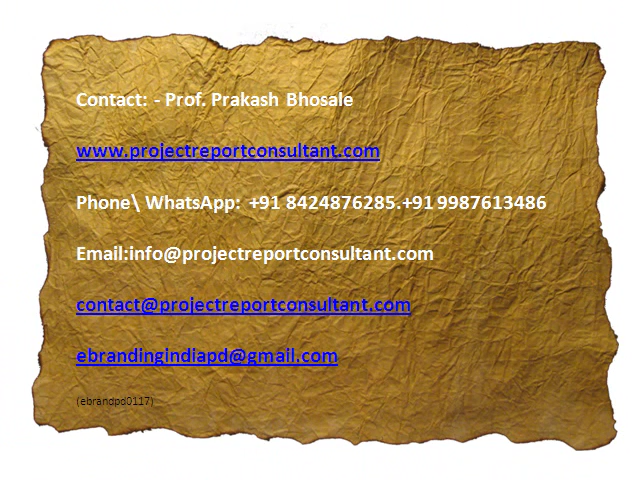 Contact: - Prof. Prakash Bhosale
www.projectreportconsultant.com
Phone\ WhatsApp: +91 8424876285.+91 9987613486
Email:info@projectreportconsultant.com
contact@projectreportconsultant.com
ebrandingindiapd@gmail.com
(ebrandpd0117)